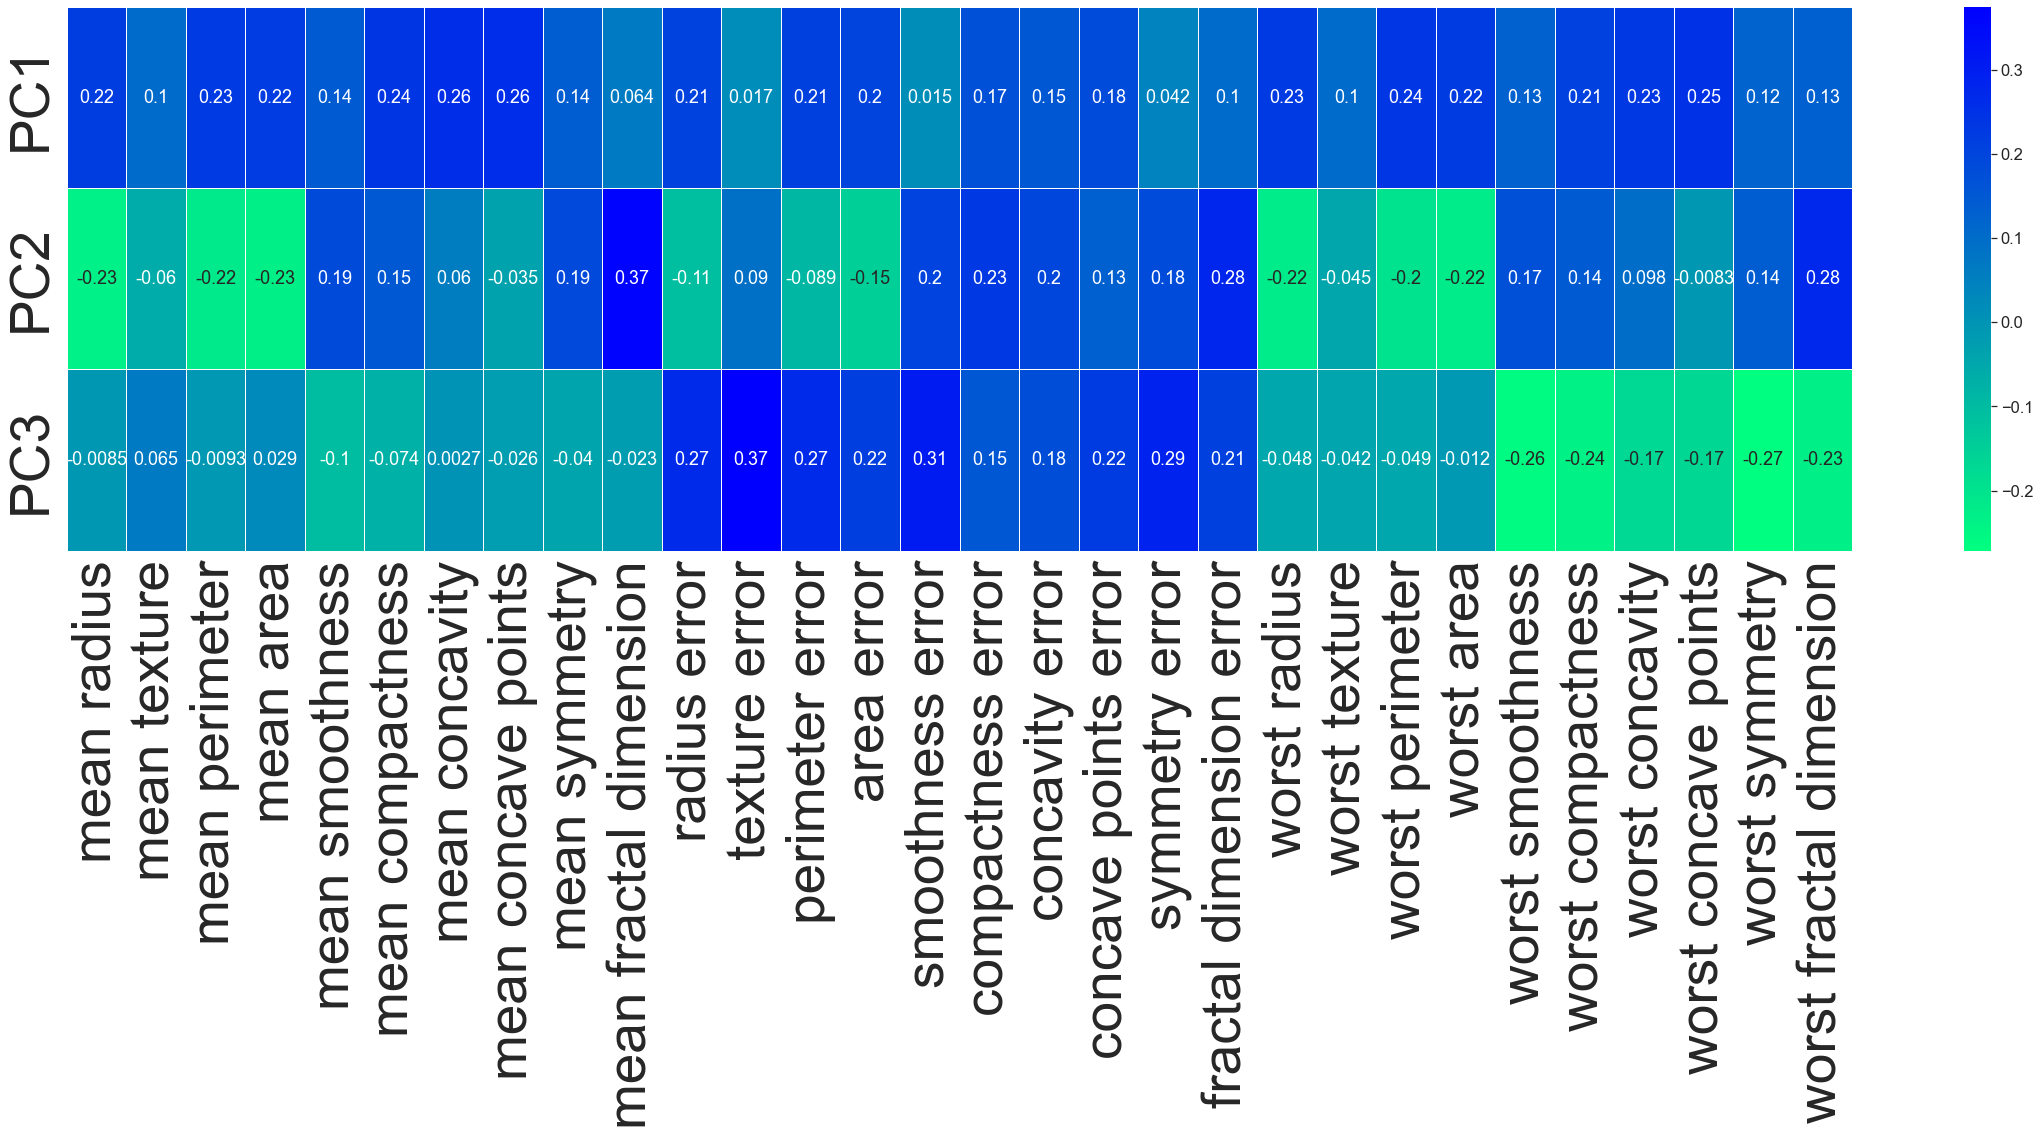 PC1
0.22 0.1 0.23 0.22 0.14 0.24 0.26 0.26 0.14 0.064 0.21 0.017 0.21 0.2 0.015 0.17 0.15 0.18 0.042 0.1 0.23 0.1 0.24 0.22 0.13 0.21 0.23 0.25 0.12 0.13
PC2
-0.23 -0.06 -0.22 -0.23 0.19 0.15 0.06 -0.035 0.19 0.37 -0.11 0.09 -0.089 -0.15 0.2 0.23 0.2 0.13 0.18 0.28 -0.22 -0.045 -0.2 -0.22 0.17 0.14 0.098 -0.0083 0.14 0.28
PC3
-0.0085 0.065 -0.0093 0.029 -0.1 -0.074 0.0027 -0.026 -0.04 -0.023 0.27 0.37 0.27 0.22 0.31 0.15 0.18 0.22 0.29 0.21 -0.048 -0.042 -0.049 -0.012 -0.26 -0.24 -0.17 -0.17 -0.27 -0.23
mean radius
mean texture
mean perimeter
mean area
mean smoothness
mean compactness
mean concavity
mean concave points
mean symmetry
mean fractal dimension
radius error
texture error
perimeter error
area error
smoothness error
compactness error
concavity error
concave points error
symmetry error
fractal dimension error
worst radius
worst texture
worst perimeter
worst area
worst smoothness
worst compactness
worst concavity
worst concave points
worst symmetry
worst fractal dimension
0.3
0.2
0.1
0.0
−0.1
−0.2